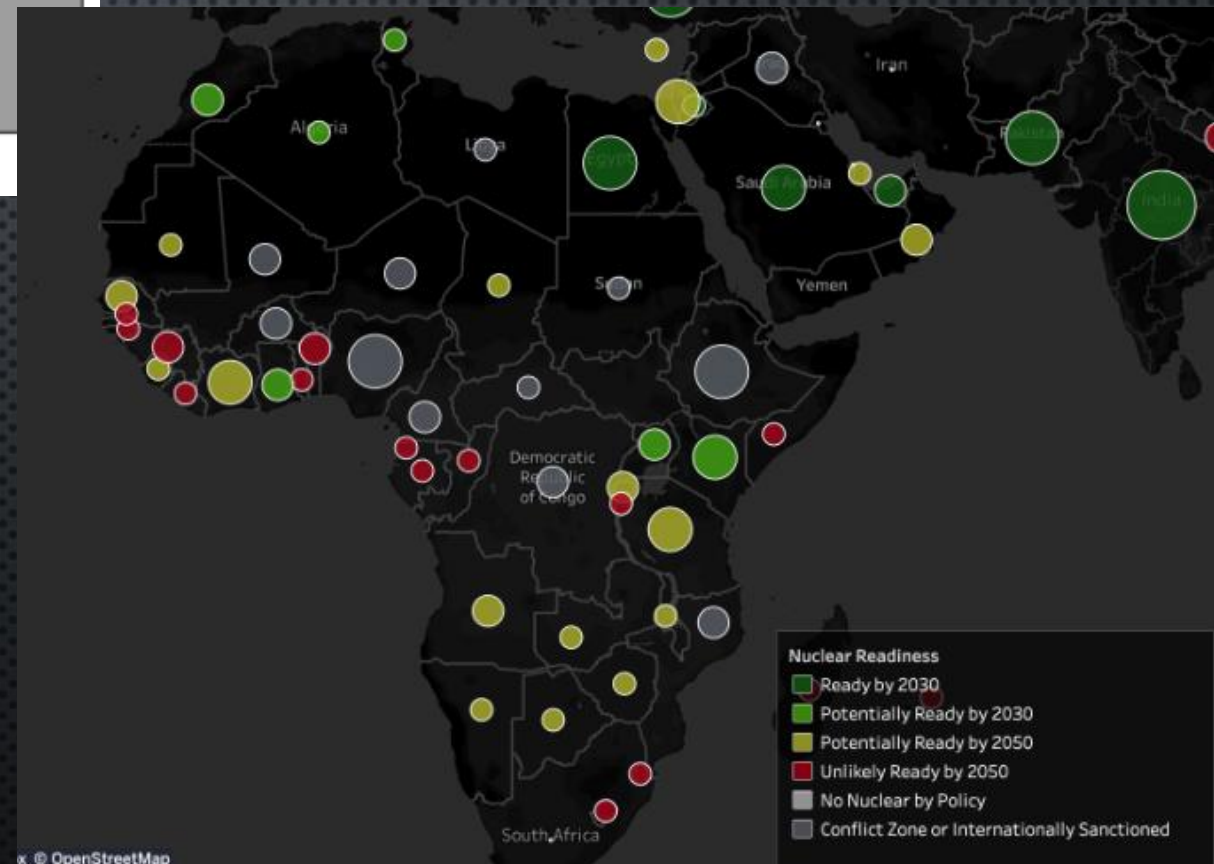 Iran
Algeria
Libya
Egypt
Pakistan
Saudi Arabia
India
Sudan
Yemen
Democratic
Republic
of Congo
Nuclear Readiness
Ready by 2030
Potentially Ready by 2030
Potentially Ready by 2050
Unlikely Ready by 2050
No Nuclear by Policy
Conflict Zone or Internationally Sanctioned
South Africa
x © OpenStreetMap